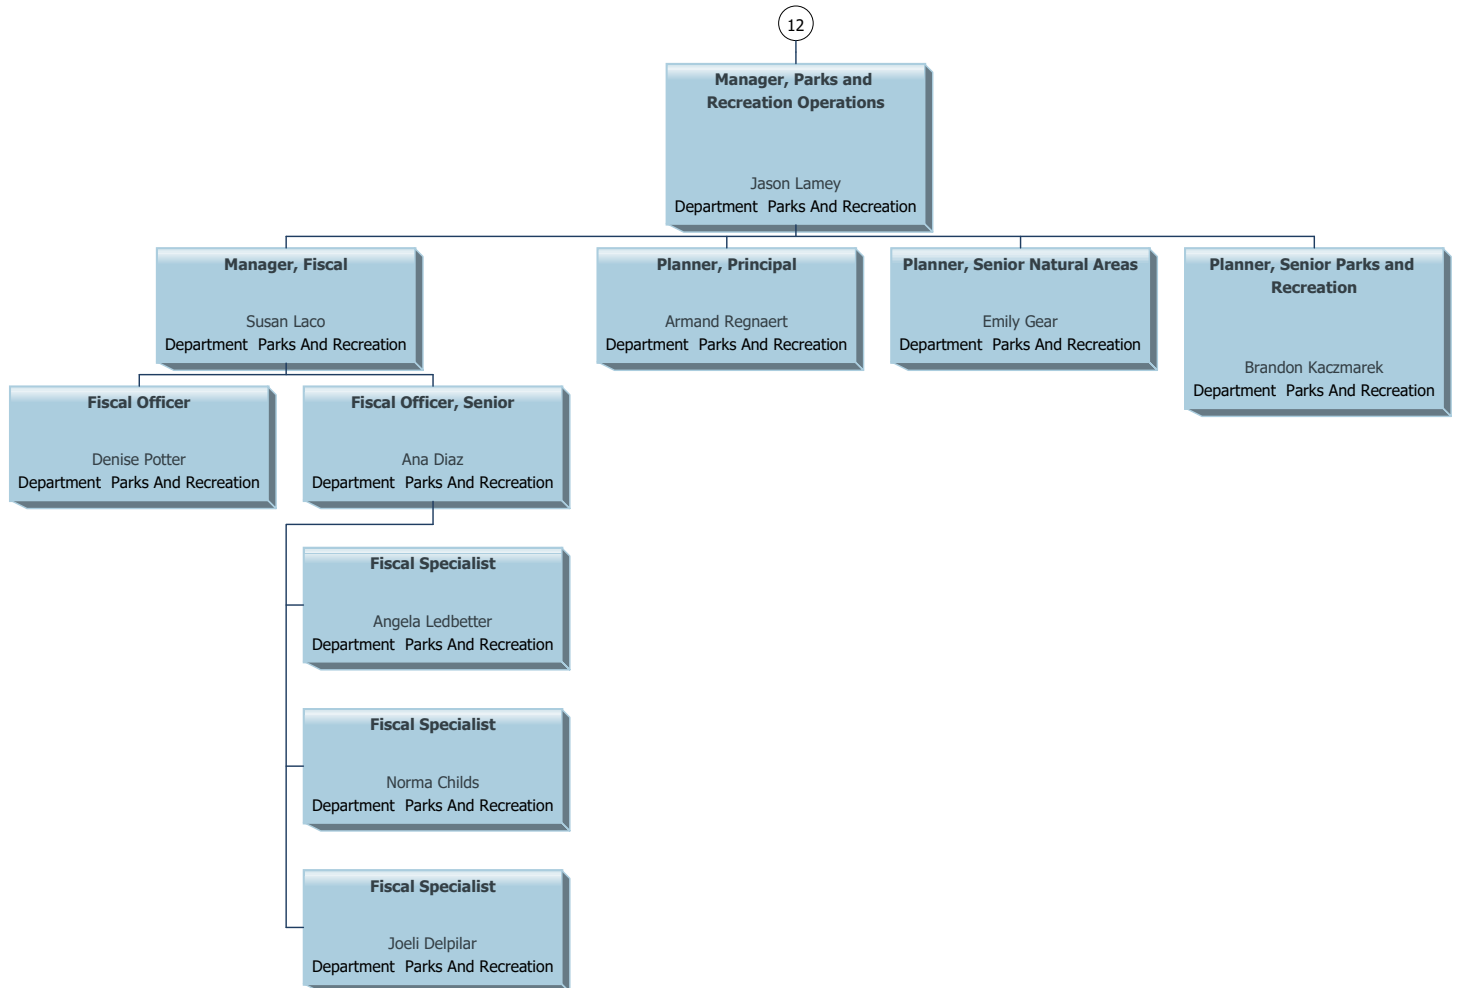 12
Manager, Parks and
Recreation Operations
Jason Lamey
Department  Parks And Recreation
Manager, Fiscal
Susan Laco
Department  Parks And Recreation
Planner, Principal
Armand Regnaert
Department  Parks And Recreation
Planner, Senior Natural Areas
Emily Gear
Department  Parks And Recreation
Planner, Senior Parks and
Recreation
Brandon Kaczmarek
Department  Parks And Recreation
Fiscal Officer
Denise Potter
Department  Parks And Recreation
Fiscal Officer, Senior
Ana Diaz
Department  Parks And Recreation
Fiscal Specialist
Angela Ledbetter
Department  Parks And Recreation
Fiscal Specialist
Norma Childs
Department  Parks And Recreation
Fiscal Specialist
Joeli Delpilar
Department  Parks And Recreation